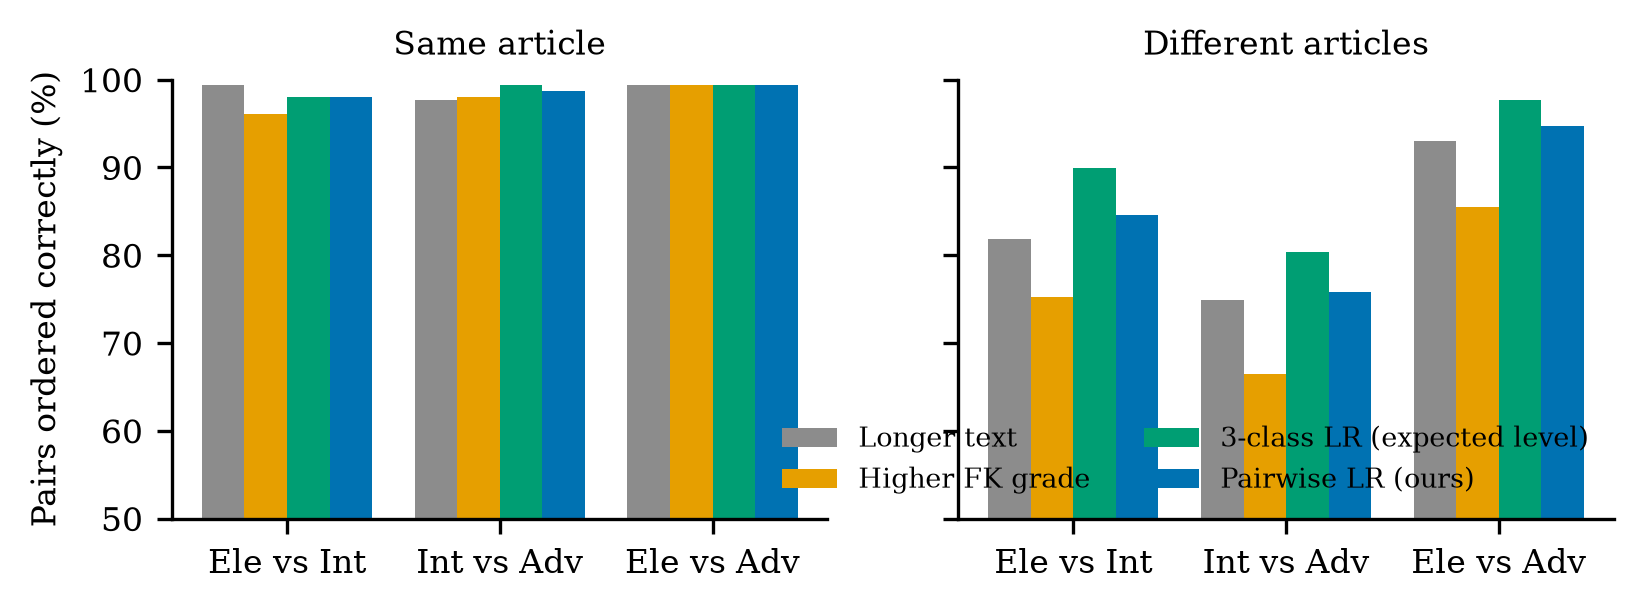 Same article
Different articles
Pairs ordered correctly (%)
100
90
80
70
60
50
Longer text
3-class LR (expected level)
Higher FK grade
Pairwise LR (ours)
Ele vs Int
Int vs Adv
Ele vs Adv
Ele vs Int
Int vs Adv
Ele vs Adv